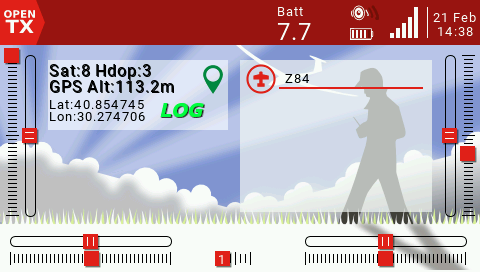 OPEN
TX
Batt
7.7
21 Feb
14:38
Sat:8 Hdop:3
GPS Alt:113.2m
Lat:40.854745
Lon:30.274706
LOG
Z84
1